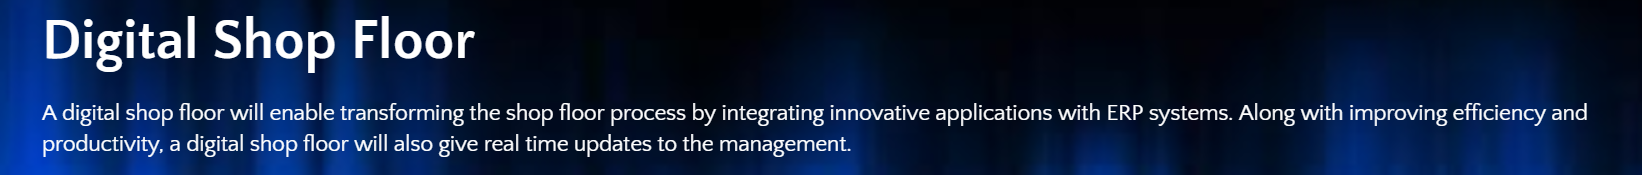 Digital Shop Floor
A digital shop floor will enable transforming the shop floor process by integrating innovative applications with ERP systems. Along with improving efficiency and
productivity, a digital shop floor will also give real time updates to the management.